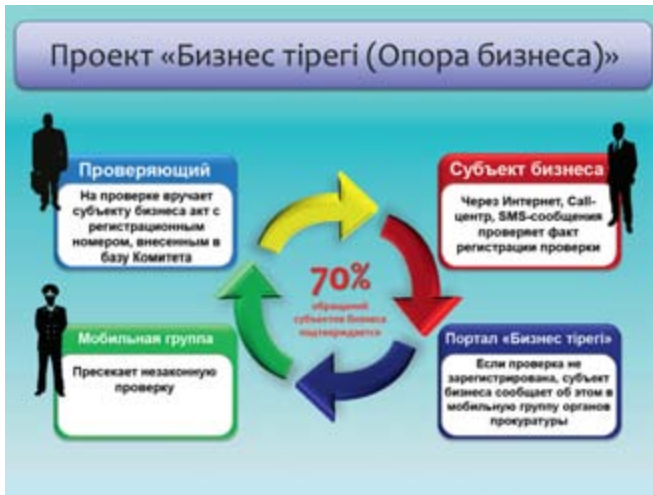 Проект «Бизнес тірегі (Опора бизнеса)»
Проверяющий
На проверке вручает
субъекту бизнеса акт с
регистрационным
номером, внесенным в
базу Комитета
Субъект бизнеса
Через Интернет, Call-
центр, SMS-сообщения
проверяет факт
регистрации проверки
70%
обращений
субъектов бизнеса
подтверждается
Мобильная группа
Пресекает незаконную
проверку
Портал «Бизнес тірегі»
Если проверка не
зарегистрирована, субъект
бизнеса сообщает об этом в
мобильную группу органов
прокуратуры